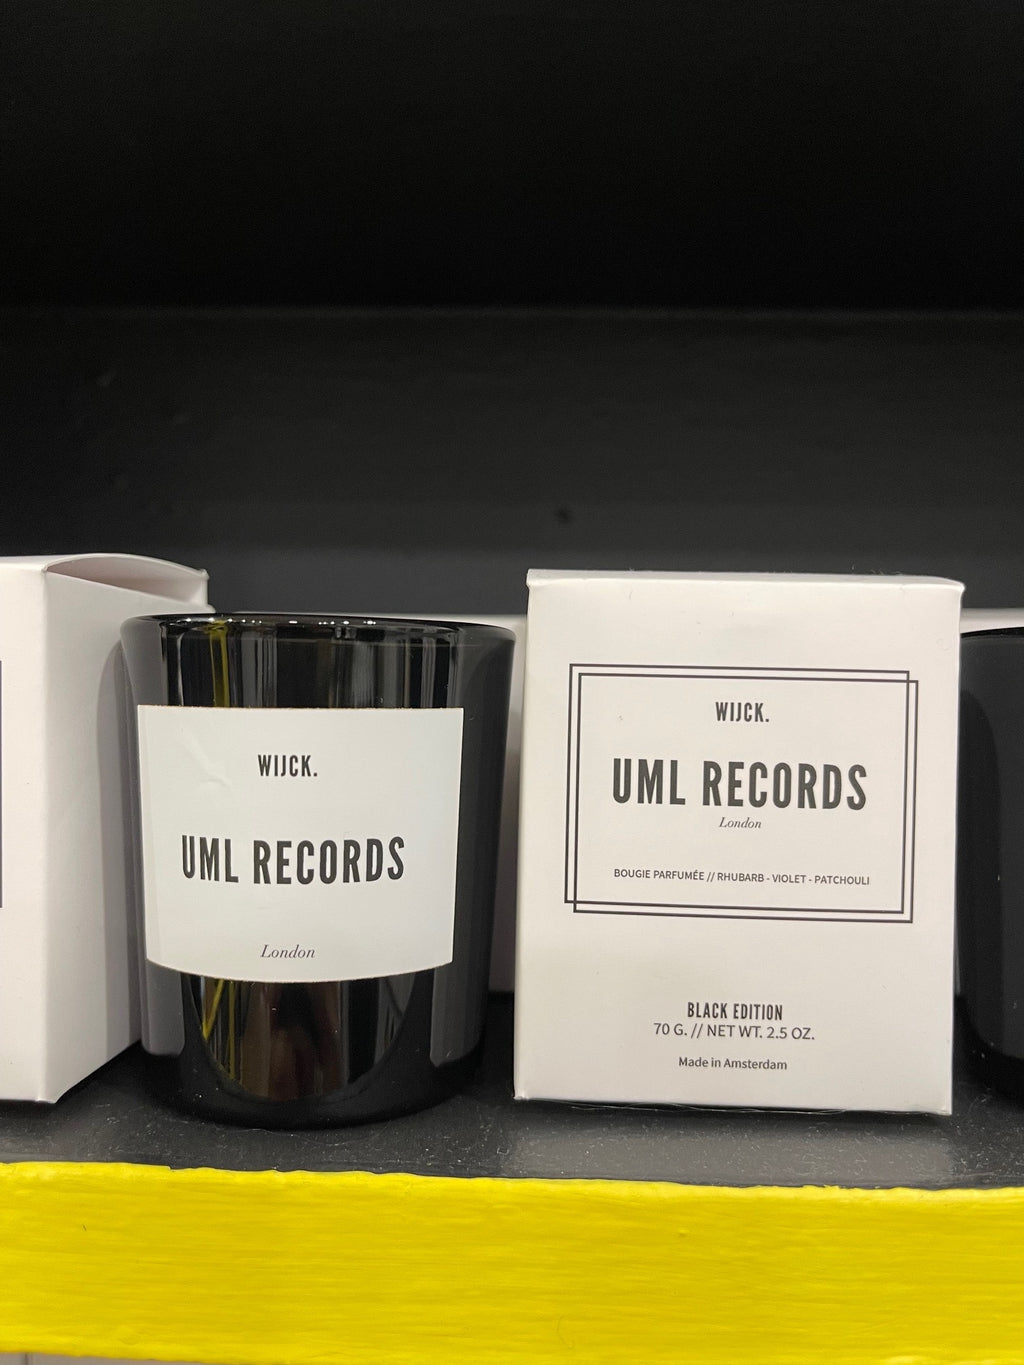 WIJCK.
UML RECORDS
London
WIJCK.
UML RECORDS
London
BOUGIE PARFUMÉE // RHUBARB - VIOLET - PATCHOULI
BLACK EDITION
70 G. // NET WT. 2.5 OZ.
Made in Amsterdam